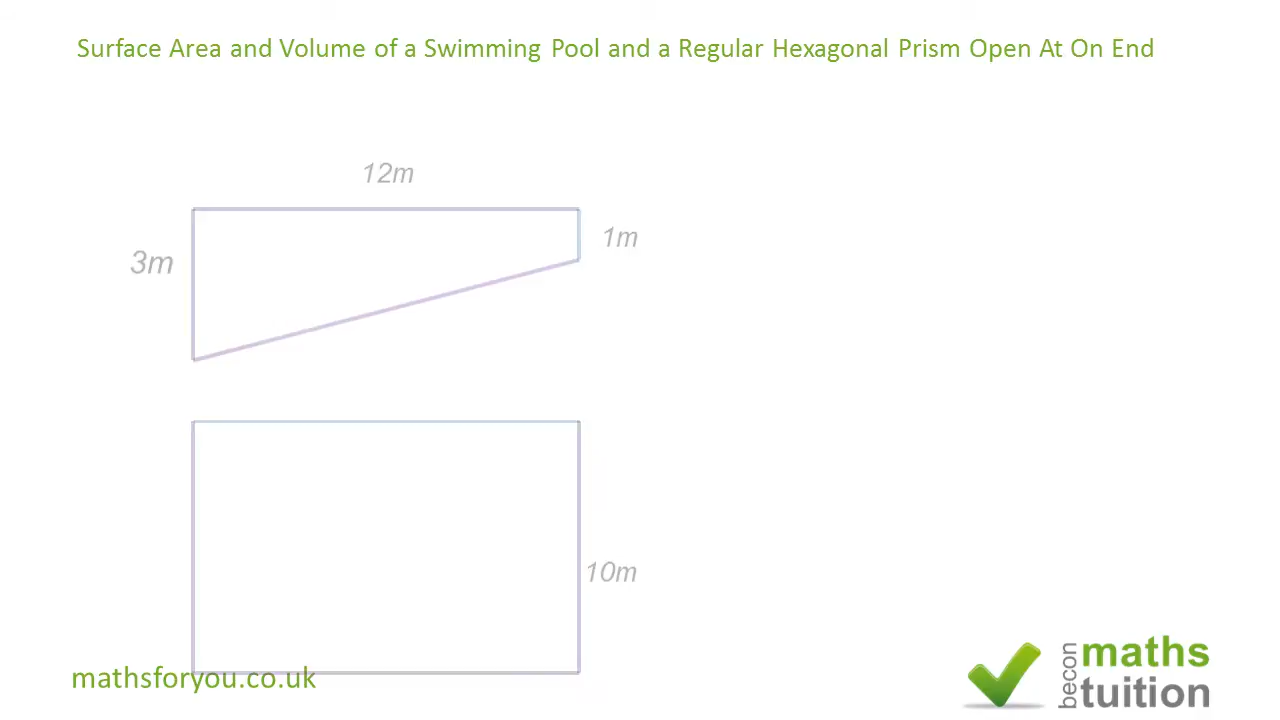 Surface Area and Volume of a Swimming Pool and a Regular Hexagonal Prism Open At On End
12m
1m
3m
10m
mathsforyou.co.uk
becon
maths
tuition